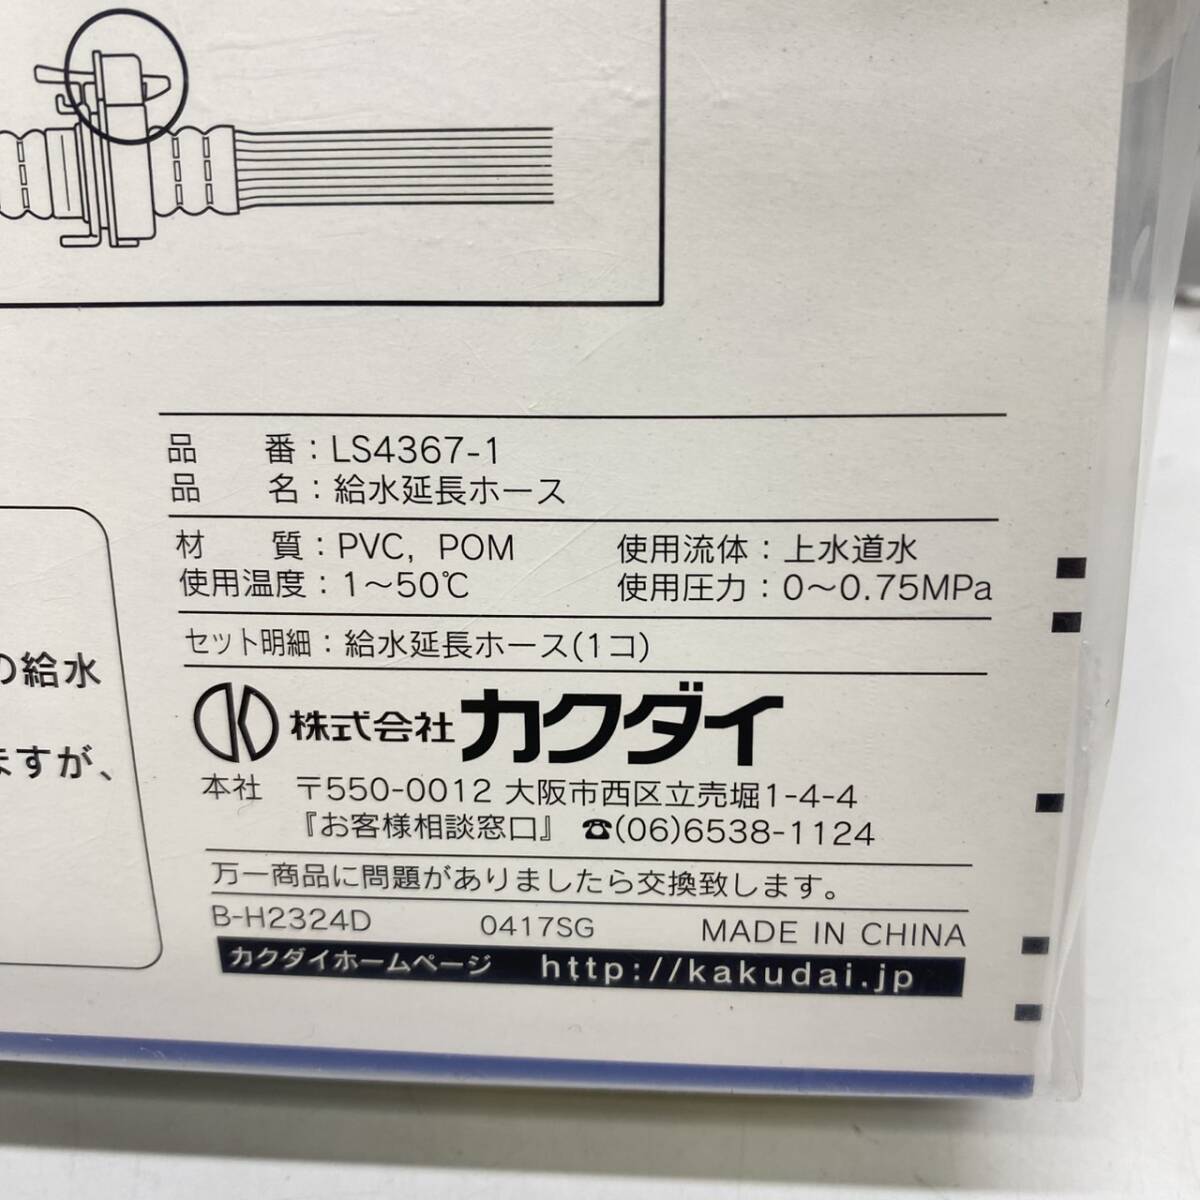 品　　番：LS4367-1
品　　名：給水延長ホース
材　　質：PVC, POM　使用流体：上水道水
使用温度：1～50℃　使用圧力：0～0.75MPa
セット明細：給水延長ホース(1コ)
の給水
ますが、
株式会社カクダイ
本社　〒550-0012 大阪市西区立売堀1-4-4
『お客様相談窓口』 ☎(06)6538-1124
万一商品に問題がありましたら交換致します。
B-H2324D　0417SG　MADE IN CHINA
カクダイホームページ　http://kakudai.jp